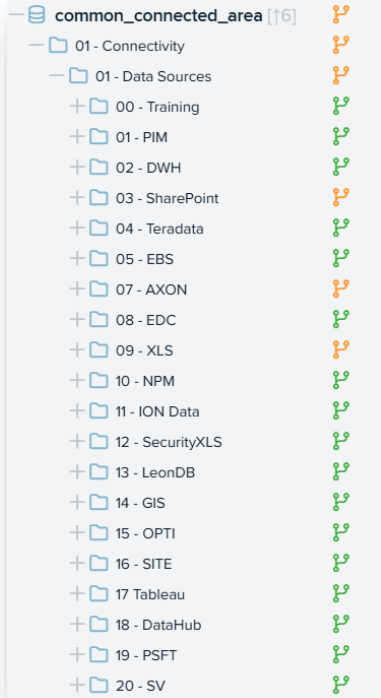 common_connected_area [↑6]
01 - Connectivity
01 - Data Sources
00 - Training
01 - PIM
02 - DWH
03 - SharePoint
04 - Teradata
05 - EBS
07 - AXON
08 - EDC
09 - XLS
10 - NPM
11 - ION Data
12 - SecurityXLS
13 - LeonDB
14 - GIS
15 - OPTI
16 - SITE
17 Tableau
18 - DataHub
19 - PSFT
20 - SV